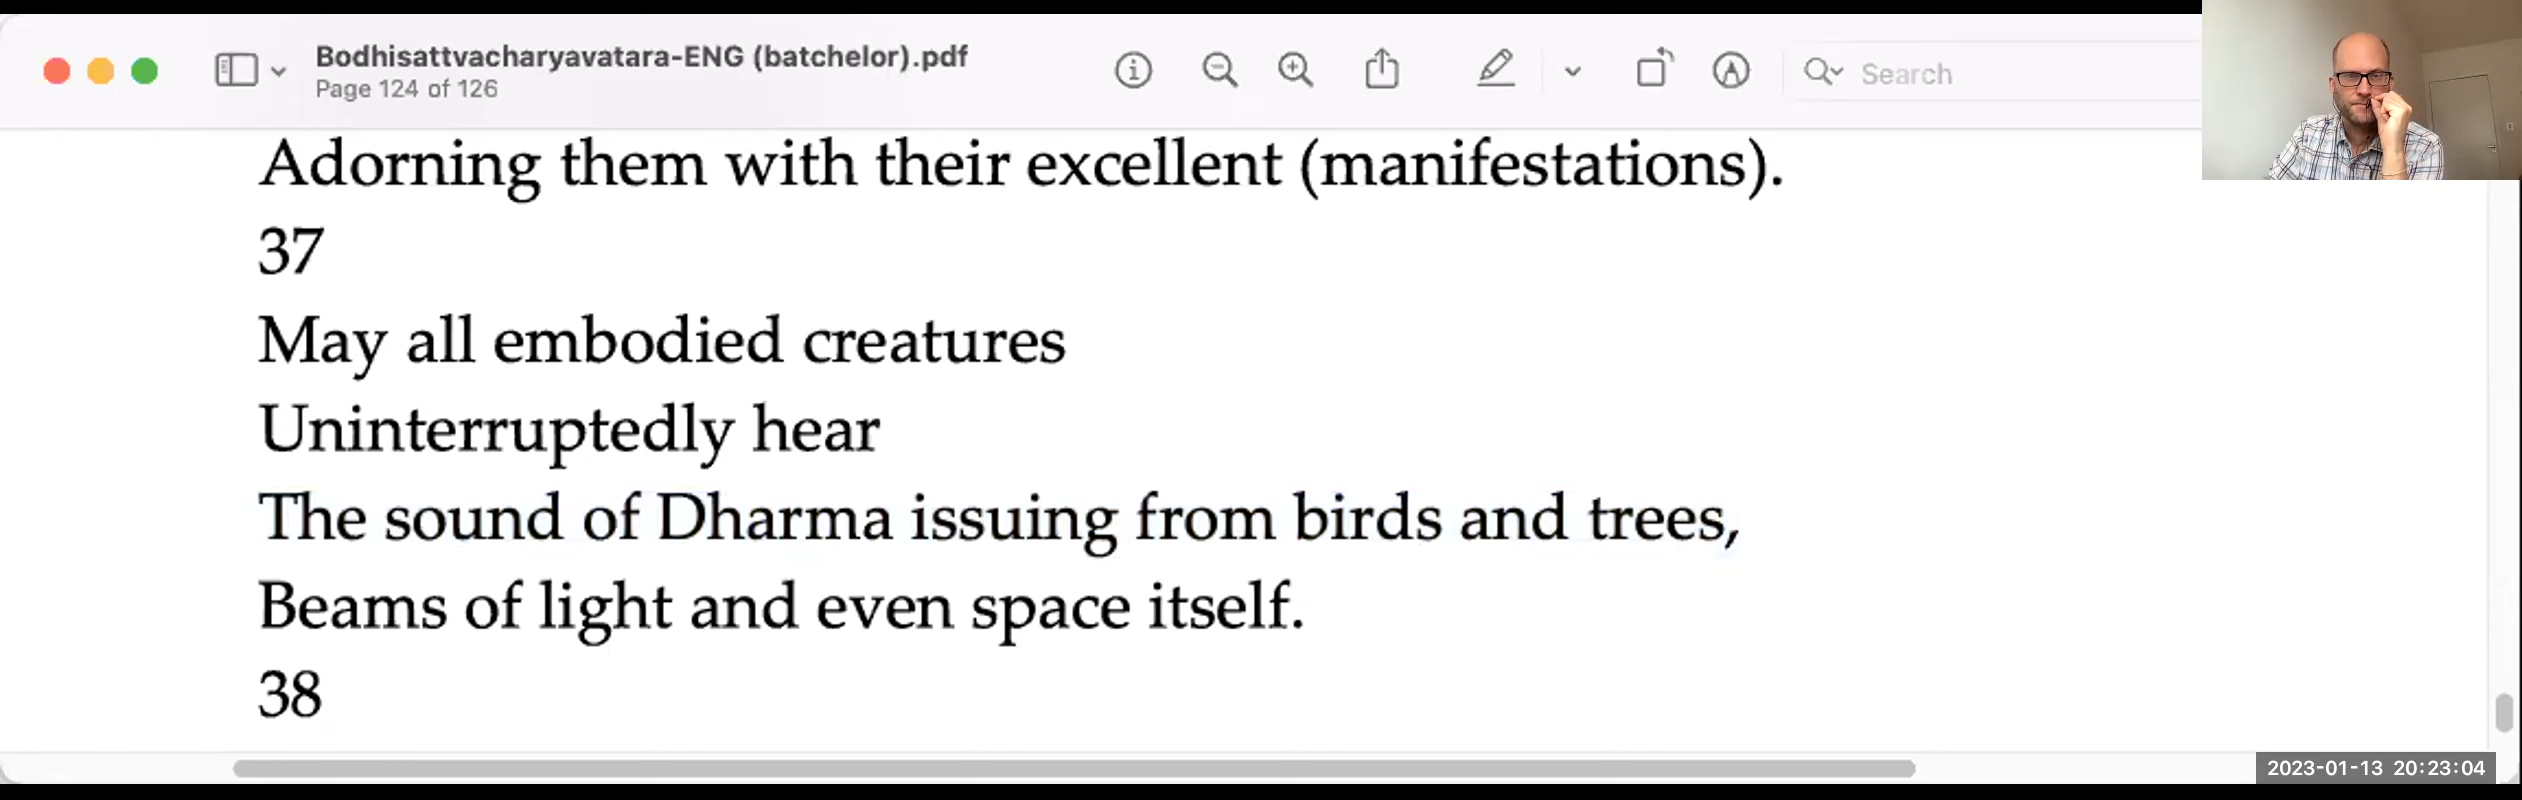 Bodhisattvacharyavatara-ENG (batchelor).pdf
Page 124 of 126
Search
Adorning them with their excellent (manifestations).
37
May all embodied creatures
Uninterruptedly hear
The sound of Dharma issuing from birds and trees,
Beams of light and even space itself.
38
2023-01-13 20:23:04